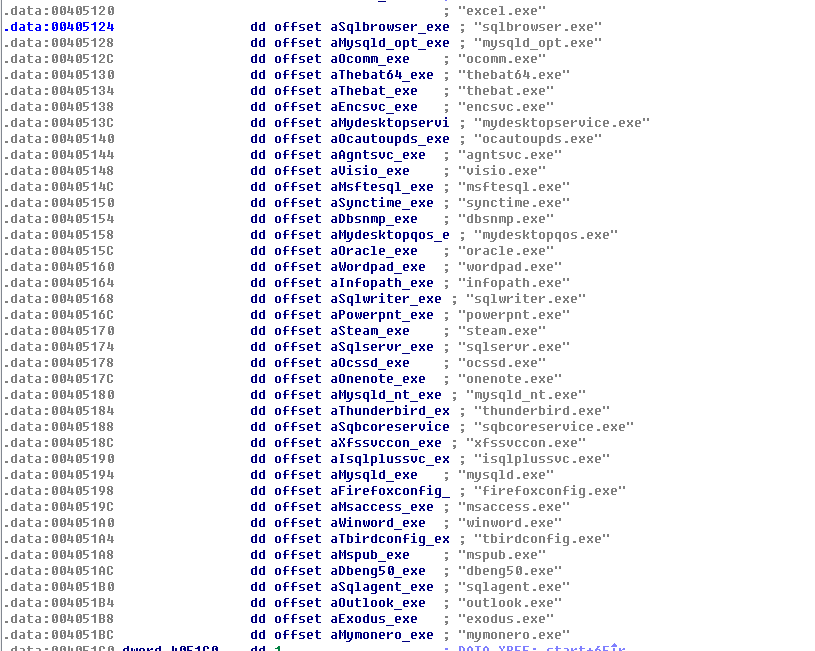 .data:00405120 ; "excel.exe"
.data:00405124 dd offset aSqlbrowser_exe ; "sqlbrowser.exe"
.data:00405128 dd offset aMysqld_opt_exe ; "mysqld_opt.exe"
.data:0040512C dd offset aOcomm_exe ; "ocomm.exe"
.data:00405130 dd offset aThebat64_exe ; "thebat64.exe"
.data:00405134 dd offset aThebat_exe ; "thebat.exe"
.data:00405138 dd offset aEncsvc_exe ; "encsvc.exe"
.data:0040513C dd offset aMydesktopservi ; "mydesktopservice.exe"
.data:00405140 dd offset aOcautoupds_exe ; "ocautoupds.exe"
.data:00405144 dd offset aAgntsvc_exe ; "agntsvc.exe"
.data:00405148 dd offset aVisio_exe ; "visio.exe"
.data:0040514C dd offset aMsftesql_exe ; "msftesql.exe"
.data:00405150 dd offset aSynctime_exe ; "synctime.exe"
.data:00405154 dd offset aDbsnmp_exe ; "dbsnmp.exe"
.data:00405158 dd offset aMydesktopqos_e ; "mydesktopqos.exe"
.data:0040515C dd offset aOracle_exe ; "oracle.exe"
.data:00405160 dd offset aWordpad_exe ; "wordpad.exe"
.data:00405164 dd offset aInfopath_exe ; "infopath.exe"
.data:00405168 dd offset aSqlwriter_exe ; "sqlwriter.exe"
.data:0040516C dd offset aPowerpnt_exe ; "powerpnt.exe"
.data:00405170 dd offset aSteam_exe ; "steam.exe"
.data:00405174 dd offset aSqlservr_exe ; "sqlservr.exe"
.data:00405178 dd offset aOcssd_exe ; "ocssd.exe"
.data:0040517C dd offset aOnenote_exe ; "onenote.exe"
.data:00405180 dd offset aMysqld_nt_exe ; "mysqld_nt.exe"
.data:00405184 dd offset aThunderbird_ex ; "thunderbird.exe"
.data:00405188 dd offset aSqbcoreservice ; "sqbcoreservice.exe"
.data:0040518C dd offset aXfssvccon_exe ; "xfssvccon.exe"
.data:00405190 dd offset aIsqlplussvc_ex ; "isqlplussvc.exe"
.data:00405194 dd offset aMysqld_exe ; "mysqld.exe"
.data:00405198 dd offset aFirefoxconfig_ ; "firefoxconfig.exe"
.data:0040519C dd offset aMsaccess_exe ; "msaccess.exe"
.data:004051A0 dd offset aWinword_exe ; "winword.exe"
.data:004051A4 dd offset aTbirdconfig_ex ; "tbirdconfig.exe"
.data:004051A8 dd offset aMspub_exe ; "mspub.exe"
.data:004051AC dd offset aDbeng50_exe ; "dbeng50.exe"
.data:004051B0 dd offset aSqlagent_exe ; "sqlagent.exe"
.data:004051B4 dd offset aOutlook_exe ; "outlook.exe"
.data:004051B8 dd offset aExodus_exe ; "exodus.exe"
.data:004051BC dd offset aMymonero_exe ; "mymonero.exe"
.data:004051C0 dword_4051C0 dd 1 ; DATA XREF: